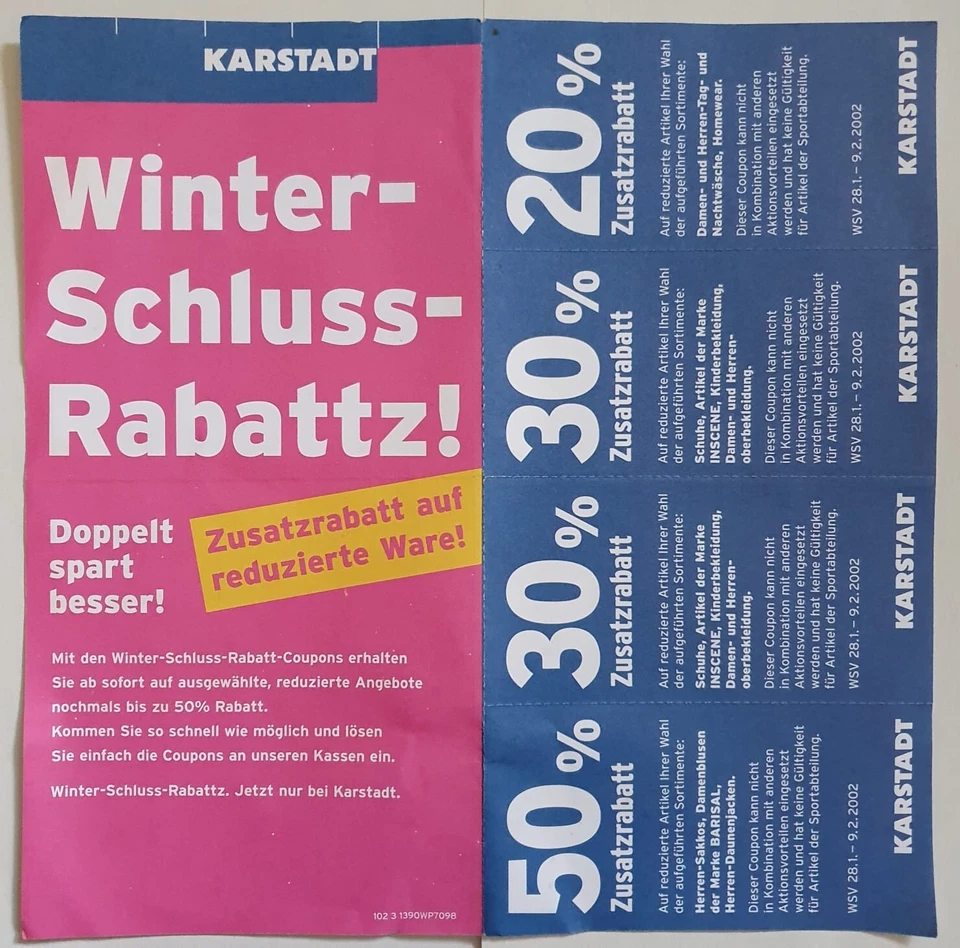 KARSTADT
Winter-
Schluss-
Rabattz!
Doppelt
spart
besser!
Zusatzrabatt auf
reduzierte Ware!
Mit den Winter-Schluss-Rabatt-Coupons erhalten
Sie ab sofort auf ausgewählte, reduzierte Angebote
nochmals bis zu 50% Rabatt.
Kommen Sie so schnell wie möglich und lösen
Sie einfach die Coupons an unseren Kassen ein.
Winter-Schluss-Rabattz. Jetzt nur bei Karstadt.
102 3 1390WP7098
20%
Zusatzrabatt
Auf reduzierte Artikel Ihrer Wahl
der aufgeführten Sortimente:
Damen- und Herren-Tag- und
Nachtwäsche, Homewear.
Dieser Coupon kann nicht
in Kombination mit anderen
Aktionsvorteilen eingesetzt
werden und hat keine Gültigkeit
für Artikel der Sportabteilung.
WSV 28.1.– 9.2.2002
KARSTADT
30%
Zusatzrabatt
Auf reduzierte Artikel Ihrer Wahl
der aufgeführten Sortimente:
Schuhe, Artikel der Marke
INSCENE, Kinderbekleidung,
Damen- und Herren-
oberbekleidung.
Dieser Coupon kann nicht
in Kombination mit anderen
Aktionsvorteilen eingesetzt
werden und hat keine Gültigkeit
für Artikel der Sportabteilung.
WSV 28.1.– 9.2.2002
KARSTADT
30%
Zusatzrabatt
Auf reduzierte Artikel Ihrer Wahl
der aufgeführten Sortimente:
Schuhe, Artikel der Marke
INSCENE, Kinderbekleidung,
Damen- und Herren-
oberbekleidung.
Dieser Coupon kann nicht
in Kombination mit anderen
Aktionsvorteilen eingesetzt
werden und hat keine Gültigkeit
für Artikel der Sportabteilung.
WSV 28.1.– 9.2.2002
KARSTADT
50%
Zusatzrabatt
Auf reduzierte Artikel Ihrer Wahl
der aufgeführten Sortimente:
Herren-Sakkos, Damenblusen
der Marke BARISAL,
Herren-Daunenjacken.
Dieser Coupon kann nicht
in Kombination mit anderen
Aktionsvorteilen eingesetzt
werden und hat keine Gültigkeit
für Artikel der Sportabteilung.
WSV 28.1.– 9.2.2002
KARSTADT